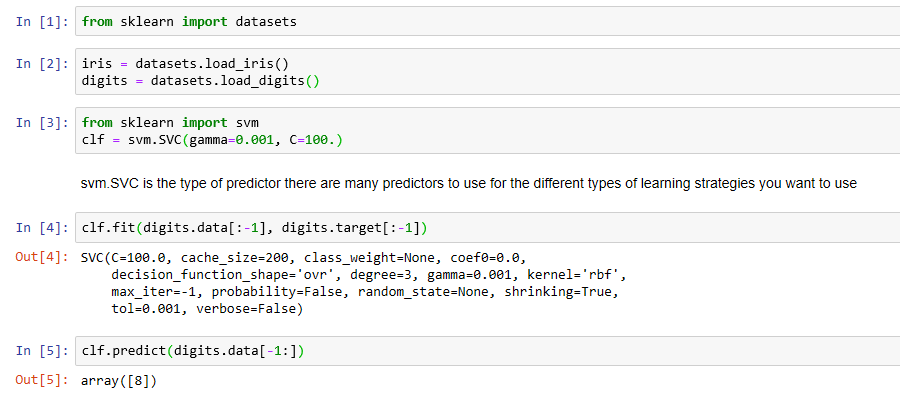 In [1]: from sklearn import datasets
In [2]: iris = datasets.load_iris()
digits = datasets.load_digits()
In [3]: from sklearn import svm
clf = svm.SVC(gamma=0.001, C=100.)
svm.SVC is the type of predictor there are many predictors to use for the different types of learning strategies you want to use
In [4]: clf.fit(digits.data[:-1], digits.target[:-1])
Out[4]: SVC(C=100.0, cache_size=200, class_weight=None, coef0=0.0,
decision_function_shape='ovr', degree=3, gamma=0.001, kernel='rbf',
max_iter=-1, probability=False, random_state=None, shrinking=True,
tol=0.001, verbose=False)
In [5]: clf.predict(digits.data[-1:])
Out[5]: array([8])